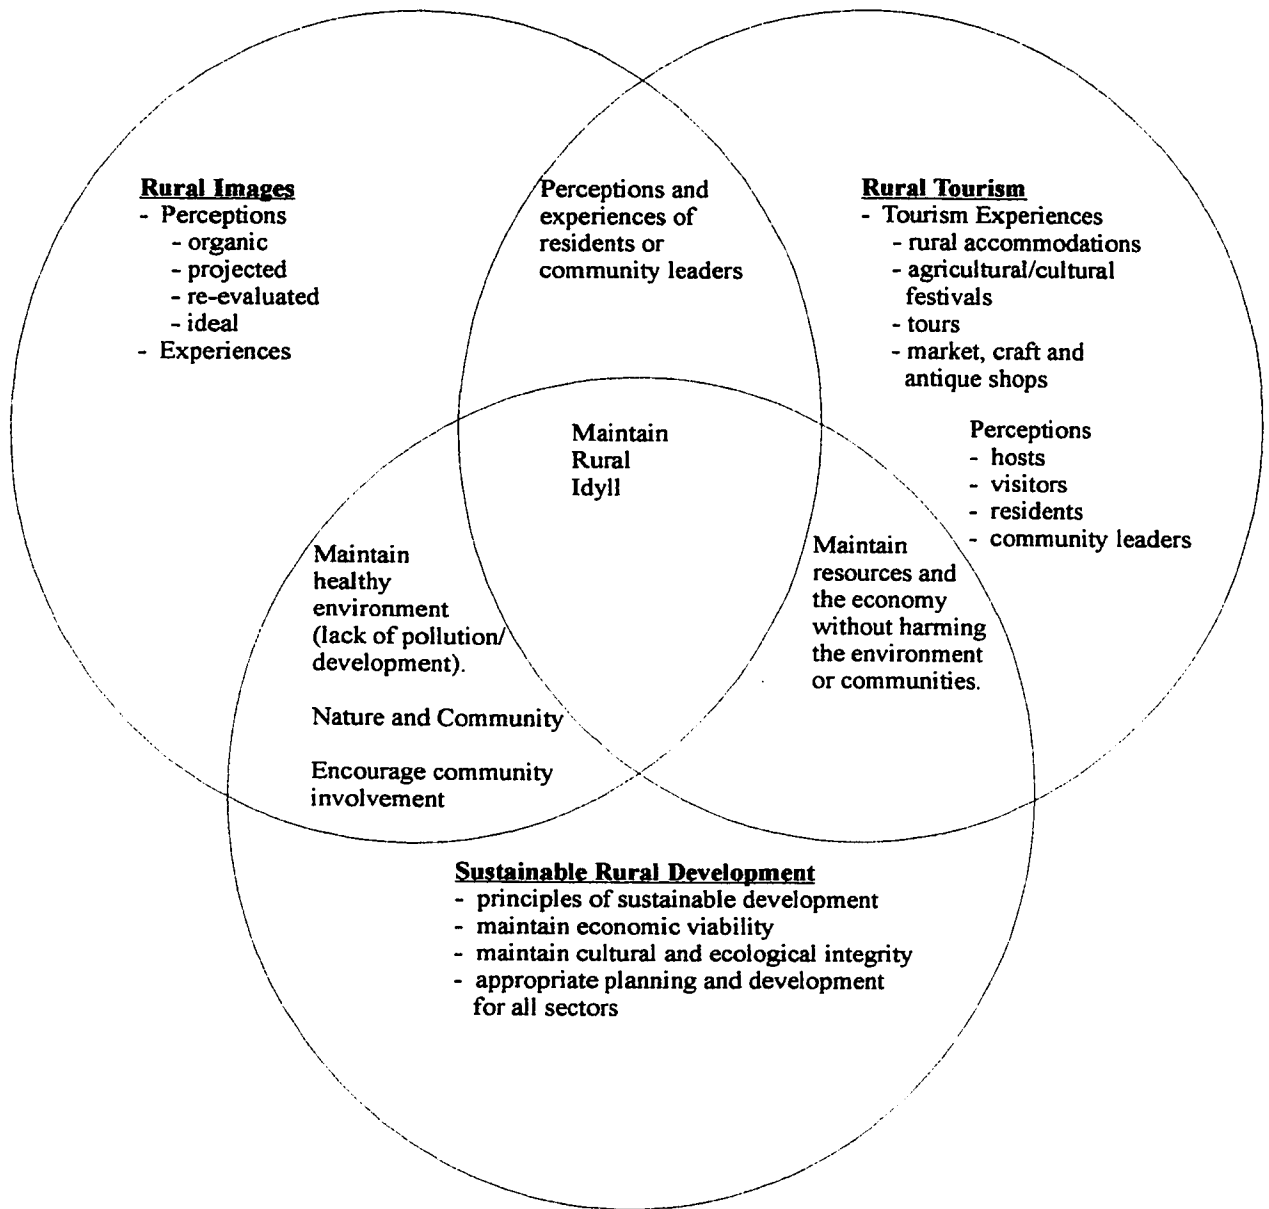 Rural Images
- Perceptions
- organic
- projected
- re-evaluated
- ideal
- Experiences
Perceptions and
experiences of
residents or
community leaders
Rural Tourism
- Tourism Experiences
- rural accommodations
- agricultural/cultural
festivals
- tours
- market, craft and
antique shops
Perceptions
- hosts
- visitors
- residents
- community leaders
Maintain
Rural
Idyll
Maintain
healthy
environment
(lack of pollution/
development).
Nature and Community
Encourage community
involvement
Maintain
resources and
the economy
without harming
the environment
or communities.
Sustainable Rural Development
- principles of sustainable development
- maintain economic viability
- maintain cultural and ecological integrity
- appropriate planning and development
for all sectors